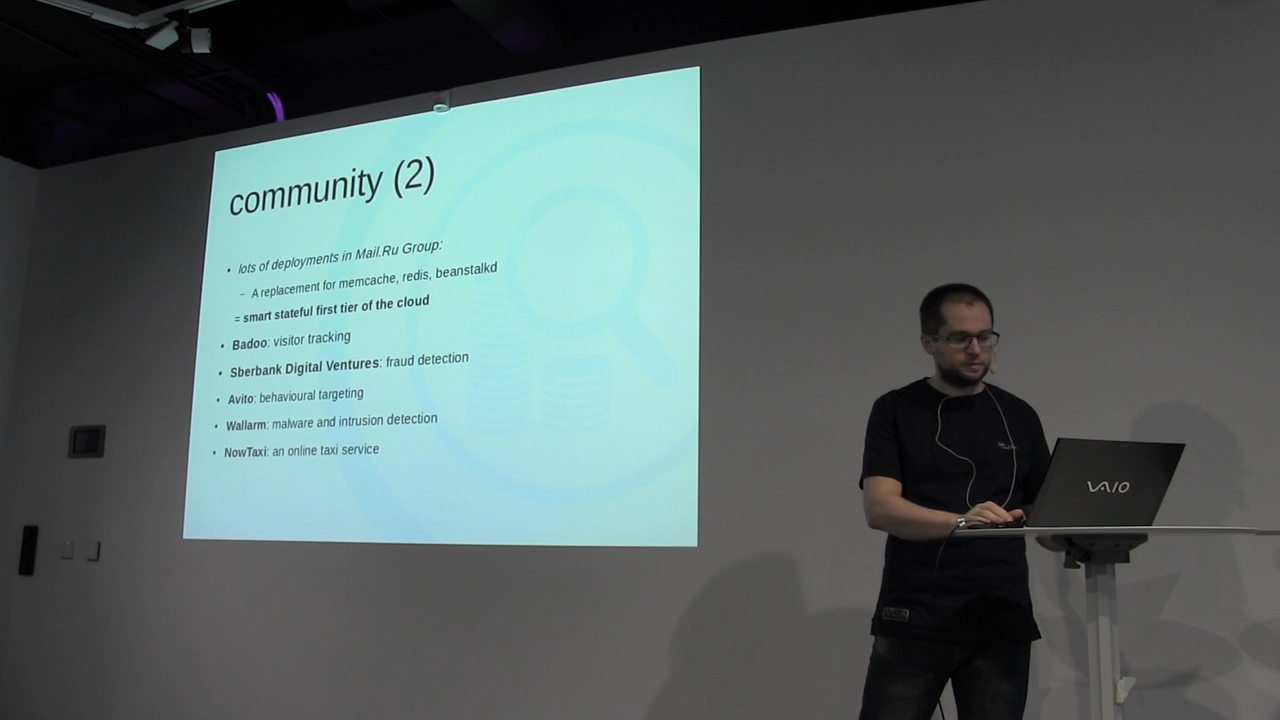 community (2)
• lots of deployments in Mail.Ru Group:
– A replacement for memcache, redis, beanstalkd
= smart stateful first tier of the cloud
• Badoo: visitor tracking
• Sberbank Digital Ventures: fraud detection
• Avito: behavioural targeting
• Wallarm: malware and intrusion detection
• NowTaxi: an online taxi service
VAIO